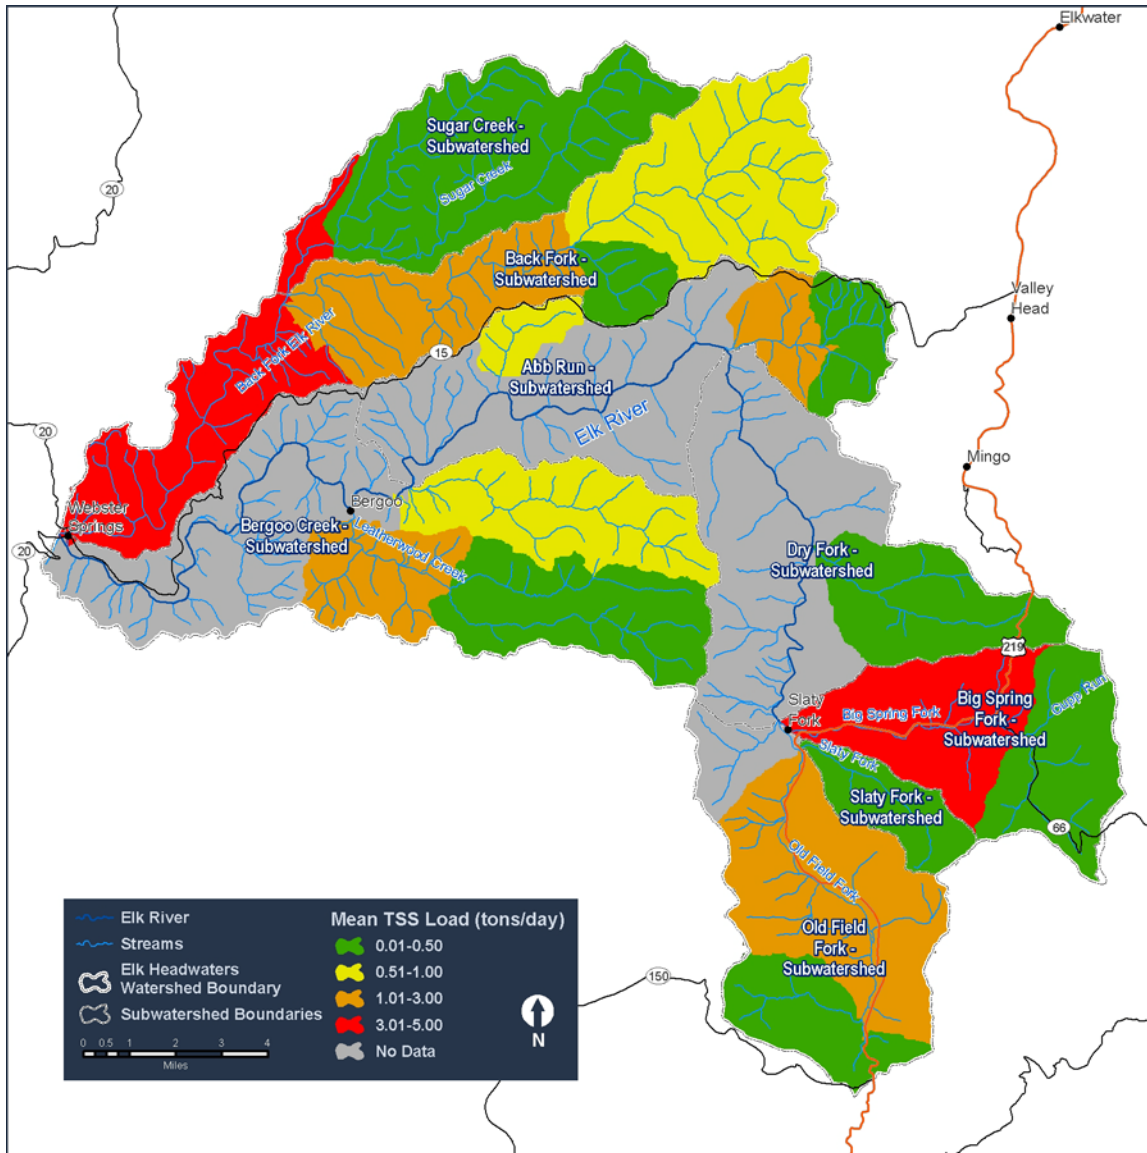 Elkwater
Sugar Creek -
Subwatershed
Sugar Creek
20
Back Fork -
Subwatershed
Valley
Head
Back Fork Elk River
15
Abb Run -
Subwatershed
Elk River
20
Mingo
Bergoo
Webster
Springs
Bergoo Creek -
Subwatershed
Leatherwood Creek
20
Dry Fork -
Subwatershed
219
Slaty
Fork
Big Spring Fork
Big Spring
Fork -
Subwatershed
Cupp Run
Slaty Fork
Slaty Fork -
Subwatershed
66
Old Field Fork
Old Field
Fork -
Subwatershed
150
Elk River
Streams
Elk Headwaters
Watershed Boundary
Subwatershed Boundaries
0 0.5 1 2 3 4
Miles
Mean TSS Load (tons/day)
0.01-0.50
0.51-1.00
1.01-3.00
3.01-5.00
No Data
N